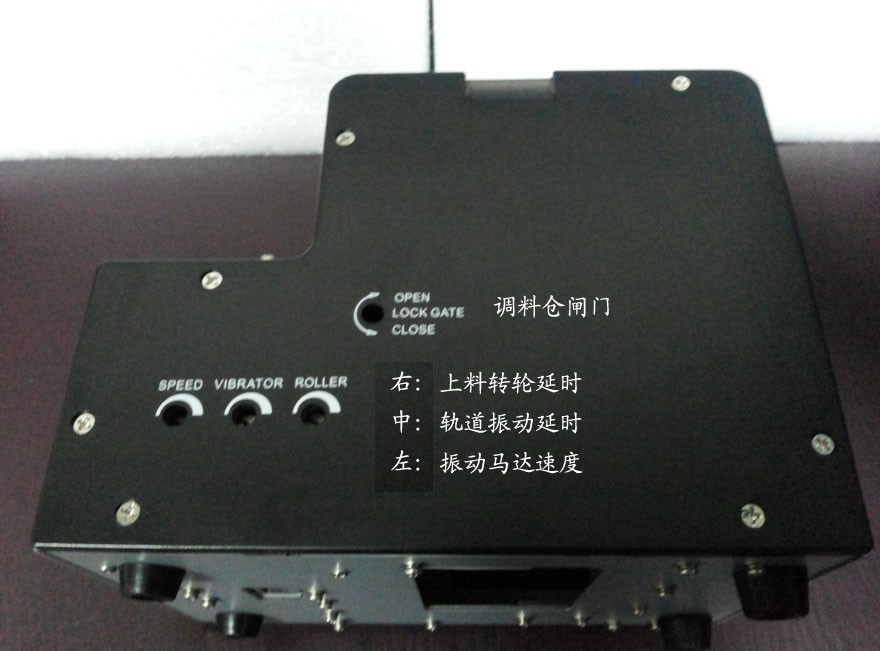 OPEN
LOCK GATE
CLOSE
调料仓闸门
SPEED VIBRATOR ROLLER
右：上料转轮延时
中：轨道振动延时
左：振动马达速度